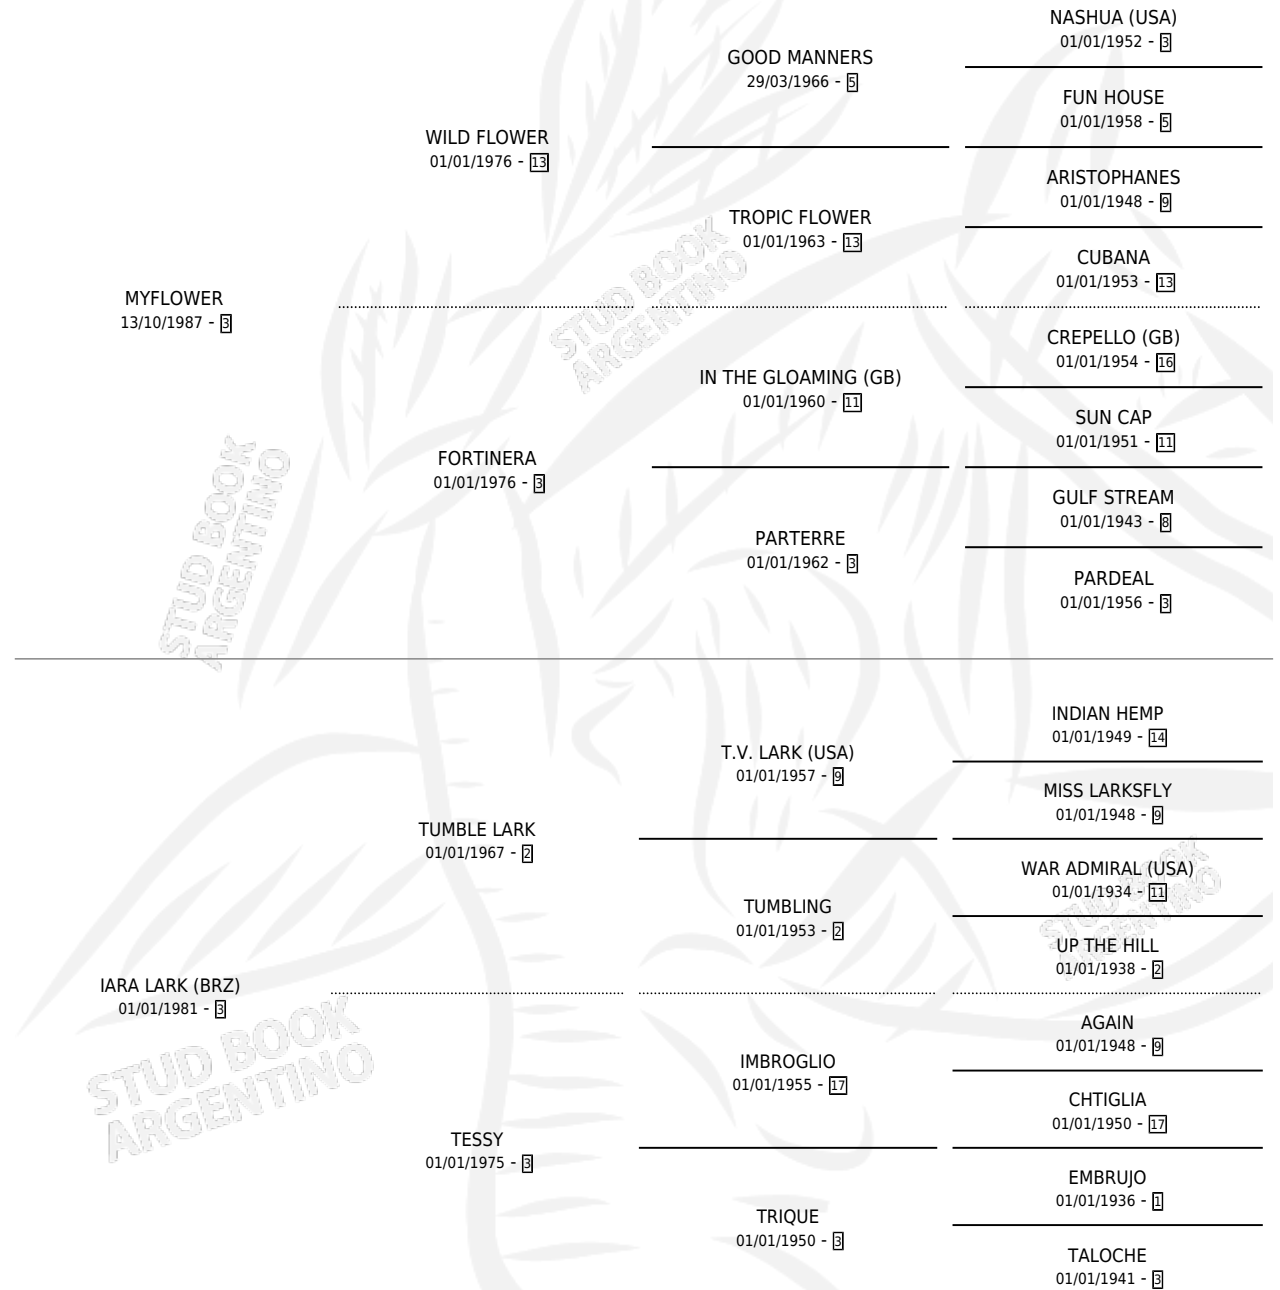 NASHUA (USA)
01/01/1952 - 3
GOOD MANNERS
29/03/1966 - 5
FUN HOUSE
01/01/1958 - 5
WILD FLOWER
01/01/1976 - 13
ARISTOPHANES
01/01/1948 - 9
TROPIC FLOWER
01/01/1963 - 13
CUBANA
01/01/1953 - 13
MYFLOWER
13/10/1987 - 3
CREPELLO (GB)
01/01/1954 - 16
IN THE GLOAMING (GB)
01/01/1960 - 11
SUN CAP
01/01/1951 - 11
FORTINERA
01/01/1976 - 3
GULF STREAM
01/01/1943 - 8
PARTERRE
01/01/1962 - 3
PARDEAL
01/01/1956 - 3
INDIAN HEMP
01/01/1949 - 14
T.V. LARK (USA)
01/01/1957 - 9
MISS LARKSFLY
01/01/1948 - 9
TUMBLE LARK
01/01/1967 - 2
WAR ADMIRAL (USA)
01/01/1934 - 11
TUMBLING
01/01/1953 - 2
UP THE HILL
01/01/1938 - 2
IARA LARK (BRZ)
01/01/1981 - 3
AGAIN
01/01/1948 - 9
IMBROGLIO
01/01/1955 - 17
CHTIGLIA
01/01/1950 - 17
TESSY
01/01/1975 - 3
EMBRUJO
01/01/1936 - 1
TRIQUE
01/01/1950 - 3
TALOCHE
01/01/1941 - 3
STUD BOOK
ARGENTINO
STUD BOOK
ARGENTINO
STUD BOOK
ARGENTINO
STUD BOOK
ARGENTINO